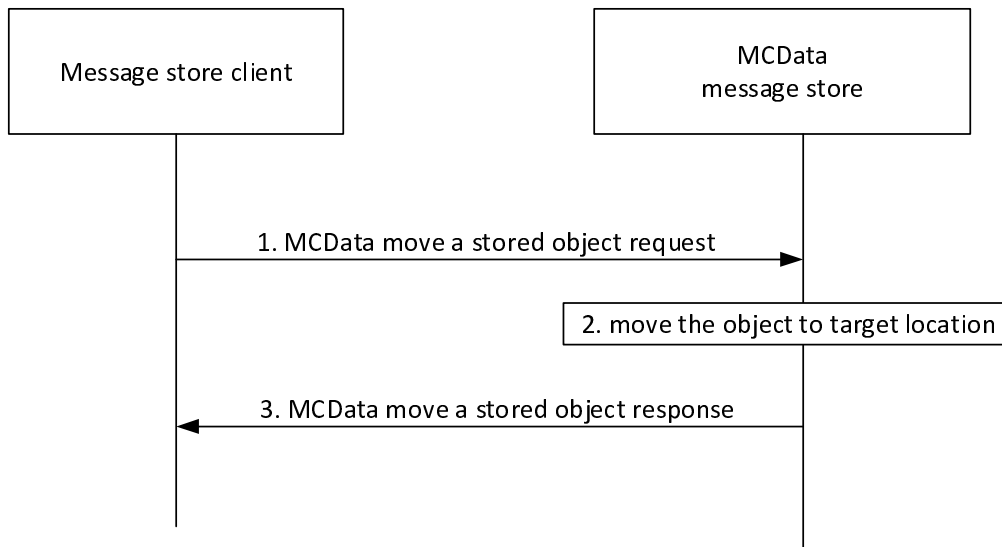 Message store client
MCData
message store
1. MCData move a stored object request
2. move the object to target location
3. MCData move a stored object response